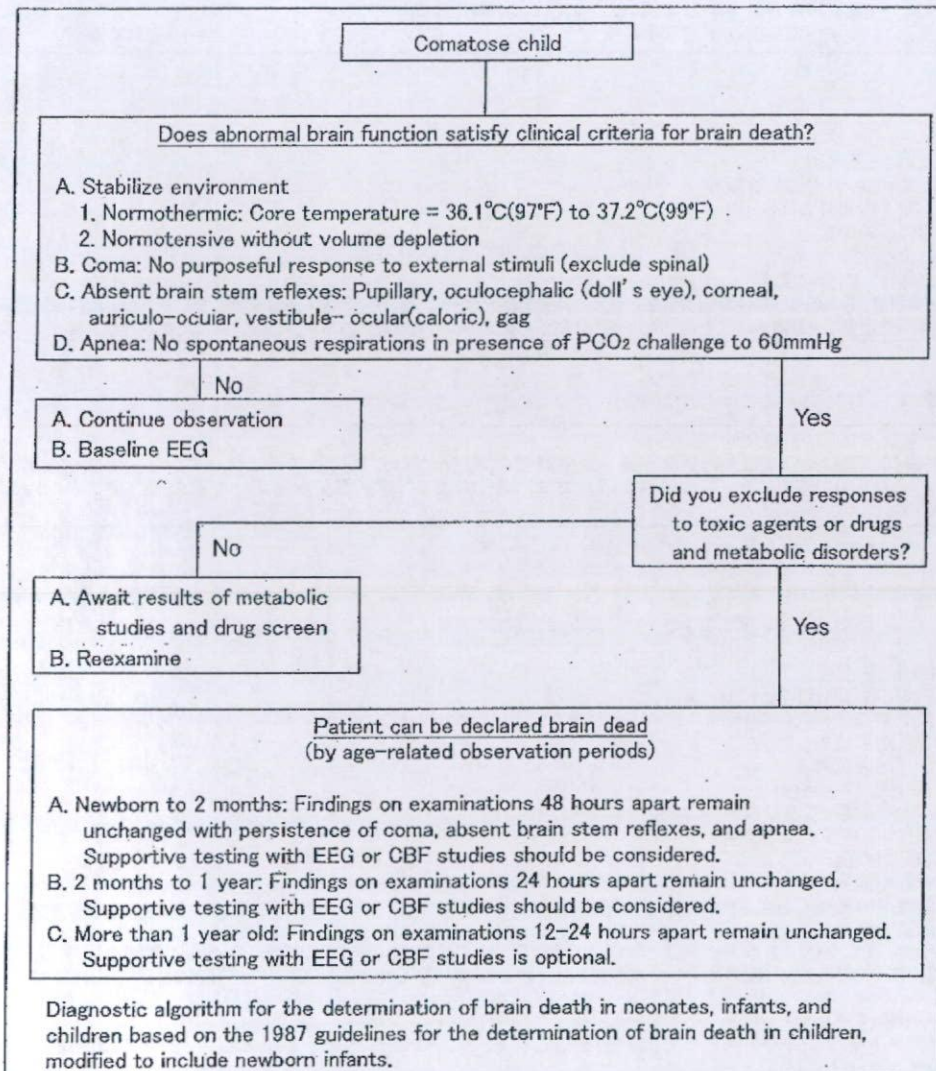 Comatose child
Does abnormal brain function satisfy clinical criteria for brain death?
A. Stabilize environment
1. Normothermic: Core temperature = 36.1°C(97°F) to 37.2°C(99°F)
2. Normotensive without volume depletion
B. Coma: No purposeful response to external stimuli (exclude spinal)
C. Absent brain stem reflexes: Pupillary, oculocephalic (doll's eye), corneal,
auriculo-ocuiar, vestibule- ocular(caloric), gag
D. Apnea: No spontaneous respirations in presence of PCO2 challenge to 60mmHg
No
A. Continue observation
B. Baseline EEG
Yes
Did you exclude responses
to toxic agents or drugs
and metabolic disorders?
No
A. Await results of metabolic
studies and drug screen
B. Reexamine
Yes
Patient can be declared brain dead
(by age-related observation periods)
A. Newborn to 2 months: Findings on examinations 48 hours apart remain
unchanged with persistence of coma, absent brain stem reflexes, and apnea.
Supportive testing with EEG or CBF studies should be considered.
B. 2 months to 1 year: Findings on examinations 24 hours apart remain unchanged.
Supportive testing with EEG or CBF studies should be considered.
C. More than 1 year old: Findings on examinations 12-24 hours apart remain unchanged.
Supportive testing with EEG or CBF studies is optional.
Diagnostic algorithm for the determination of brain death in neonates, infants, and
children based on the 1987 guidelines for the determination of brain death in children,
modified to include newborn infants.